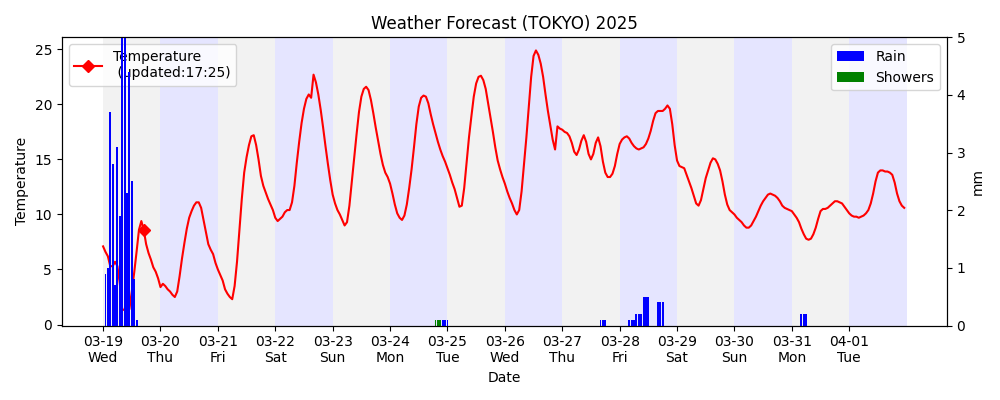 Weather Forecast (TOKYO) 2025
Temperature
(updated:17:25)
Rain
Showers
25
20
15
10
5
0
Temperature
5
4
3
2
1
0
mm
03-19 03-20 03-21 03-22 03-23 03-24 03-25 03-26 03-27 03-28 03-29 03-30 03-31 04-01
Wed Thu Fri Sat Sun Mon Tue Wed Thu Fri Sat Sun Mon Tue
Date